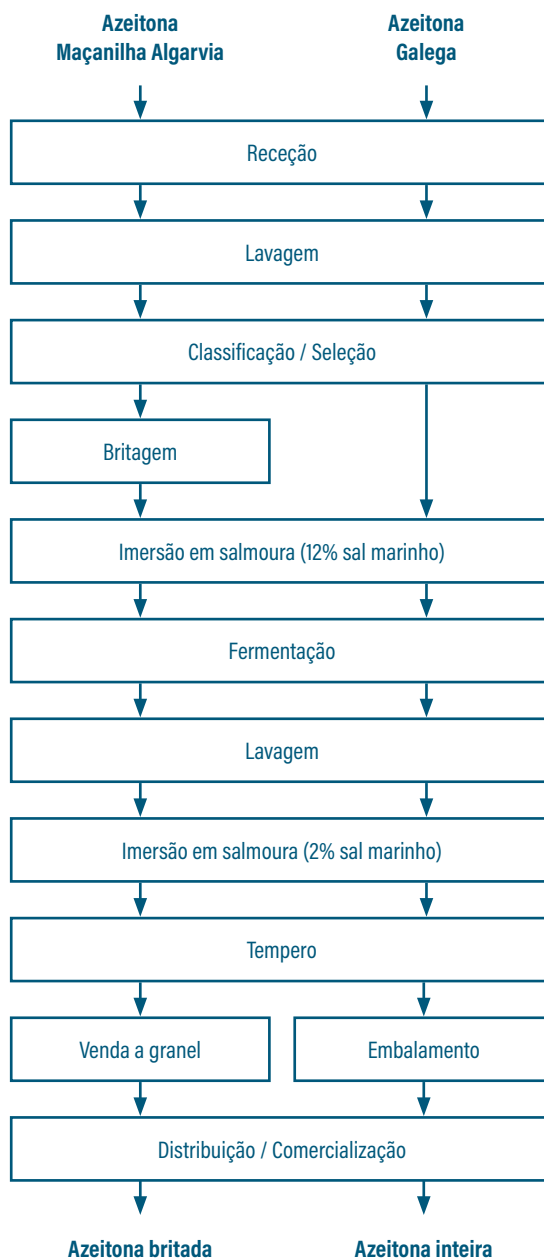 Azeitona
Maçanilha Algarvia
Azeitona
Galega
Receção
Lavagem
Classificação / Seleção
Britagem
Imersão em salmoura (12% sal marinho)
Fermentação
Lavagem
Imersão em salmoura (2% sal marinho)
Tempero
Venda a granel
Embalamento
Distribuição / Comercialização
Azeitona britada
Azeitona inteira